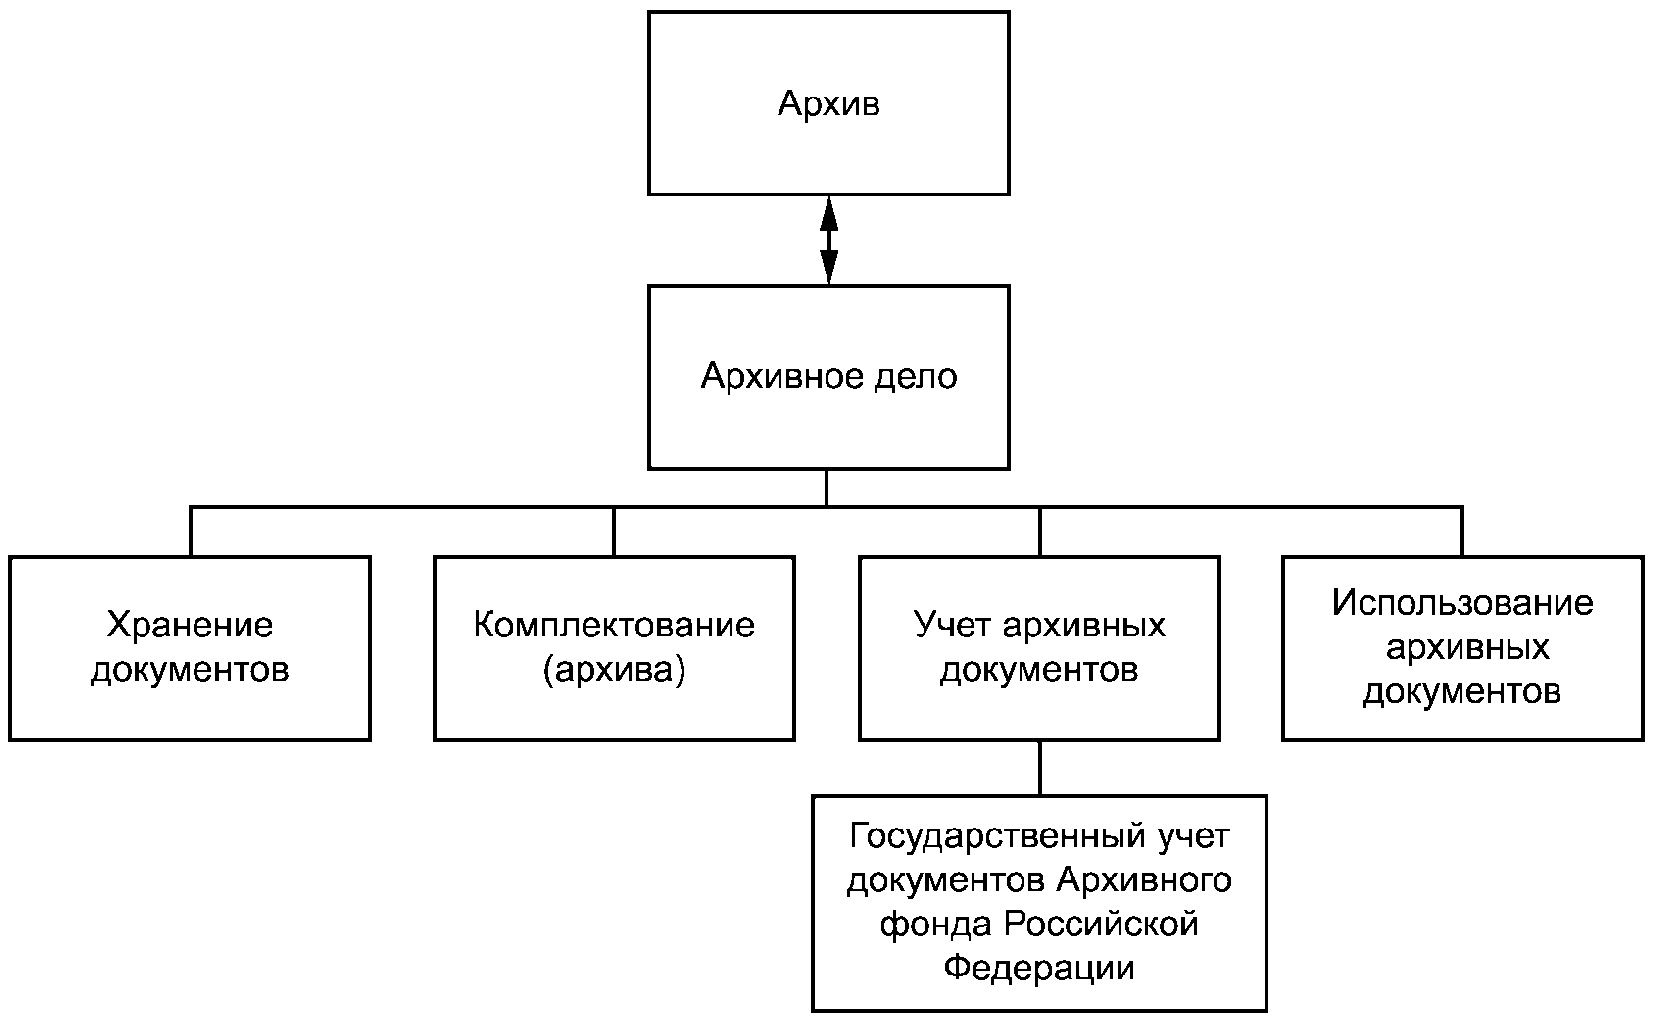 Архив
Архивное дело
Хранение
документов
Комплектование
(архива)
Учет архивных
документов
Использование
архивных
документов
Государственный учет
документов Архивного
фонда Российской
Федерации